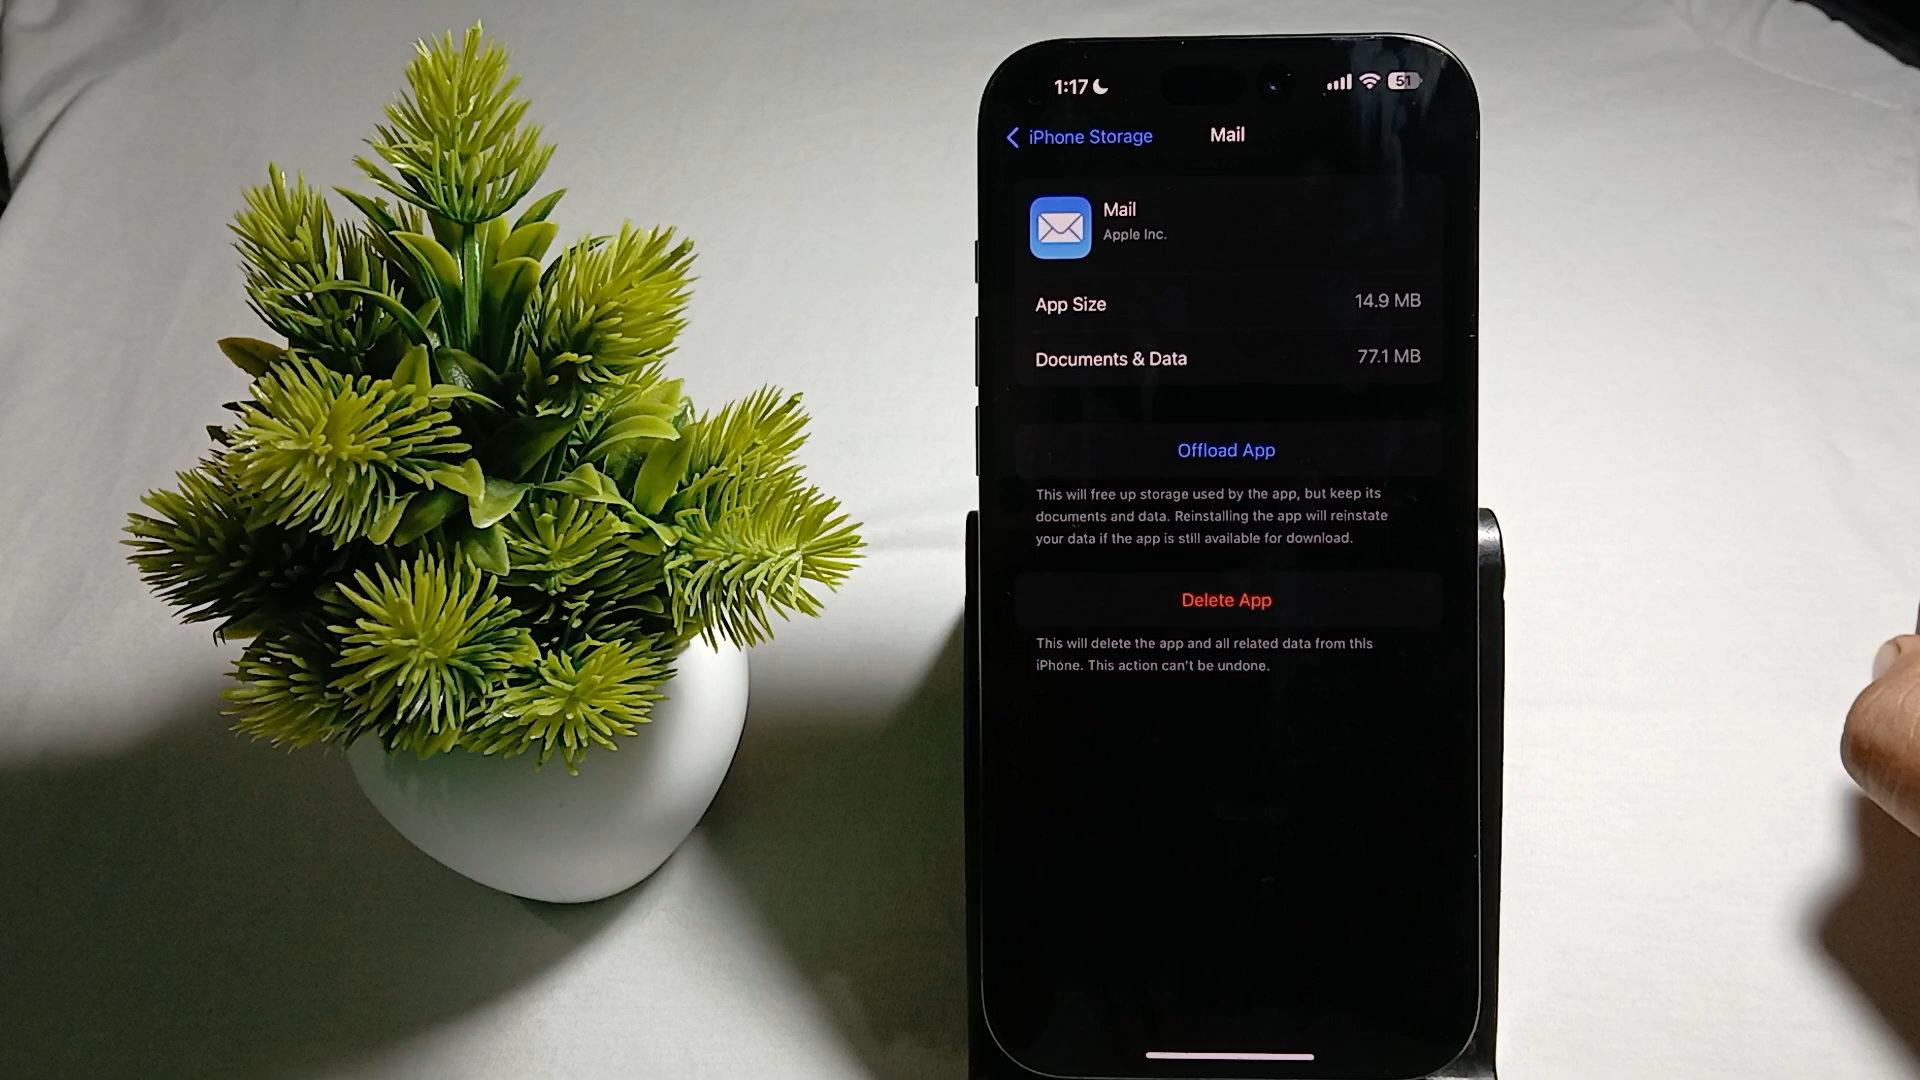 1:17
51
iPhone Storage
Mail
Mail
Apple Inc.
App Size
14.9 MB
Documents & Data
77.1 MB
Offload App
This will free up storage used by the app, but keep its
documents and data. Reinstalling the app will reinstate
your data if the app is still available for download.
Delete App
This will delete the app and all related data from this
iPhone. This action can't be undone.